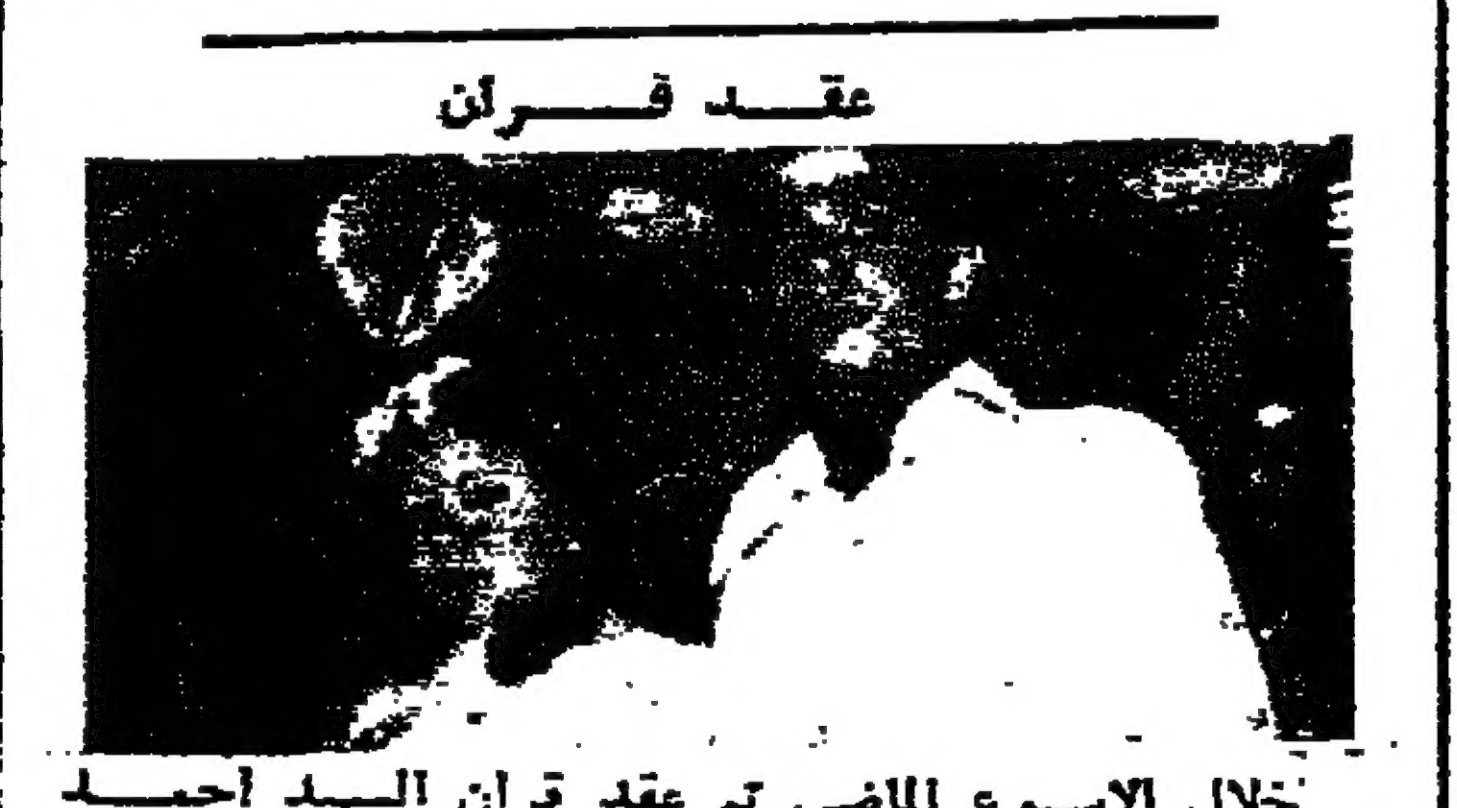 عقد قران
خلال الاسبوع الماضي تم عقد قران السيد احمد